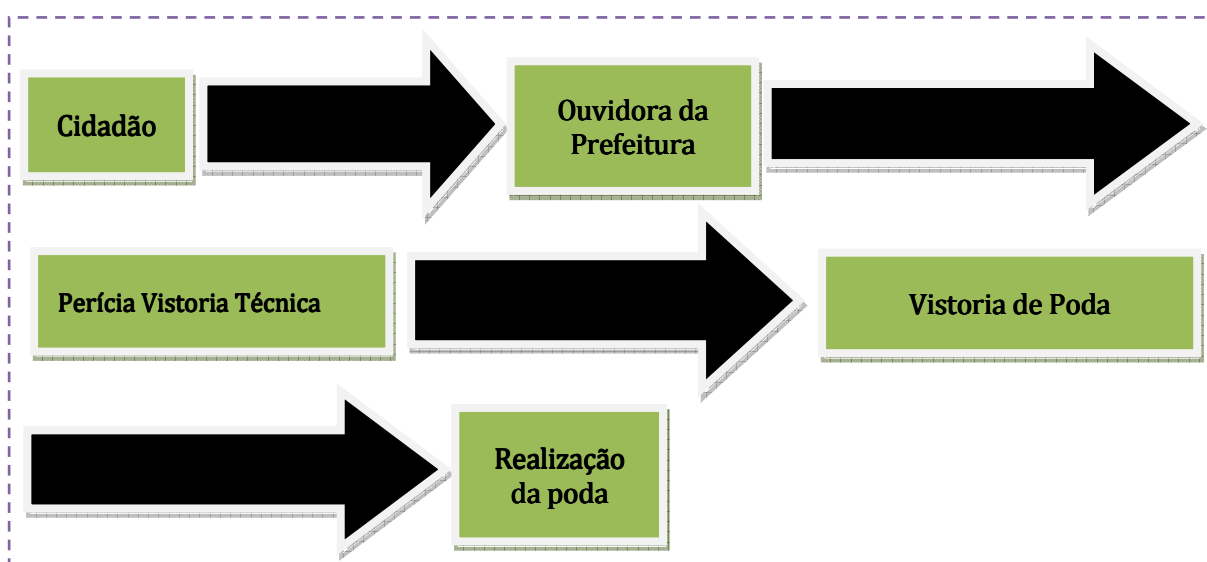 Cidadão
Ouvidora da
Prefeitura
Perícia Vistoria Técnica
Vistoria de Poda
Realização
da poda